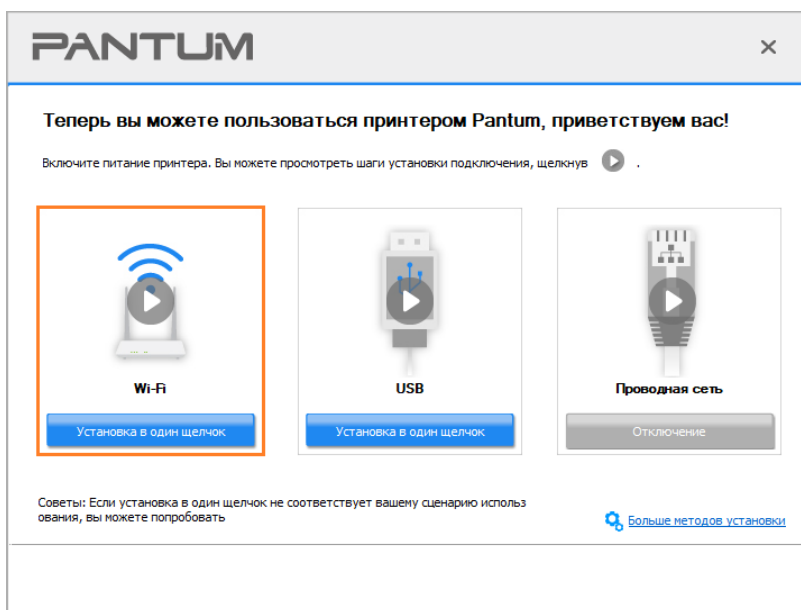 PANTUM
Теперь вы можете пользоваться принтером Pantum, приветствуем вас!
Включите питание принтера. Вы можете просмотреть шаги установки подключения, щелкнув .
Wi-Fi
USB
Проводная сеть
Установка в один щелчок
Установка в один щелчок
Отключение
Советы: Если установка в один щелчок не соответствует вашему сценарию использ
ования, вы можете попробовать
Больше методов установки